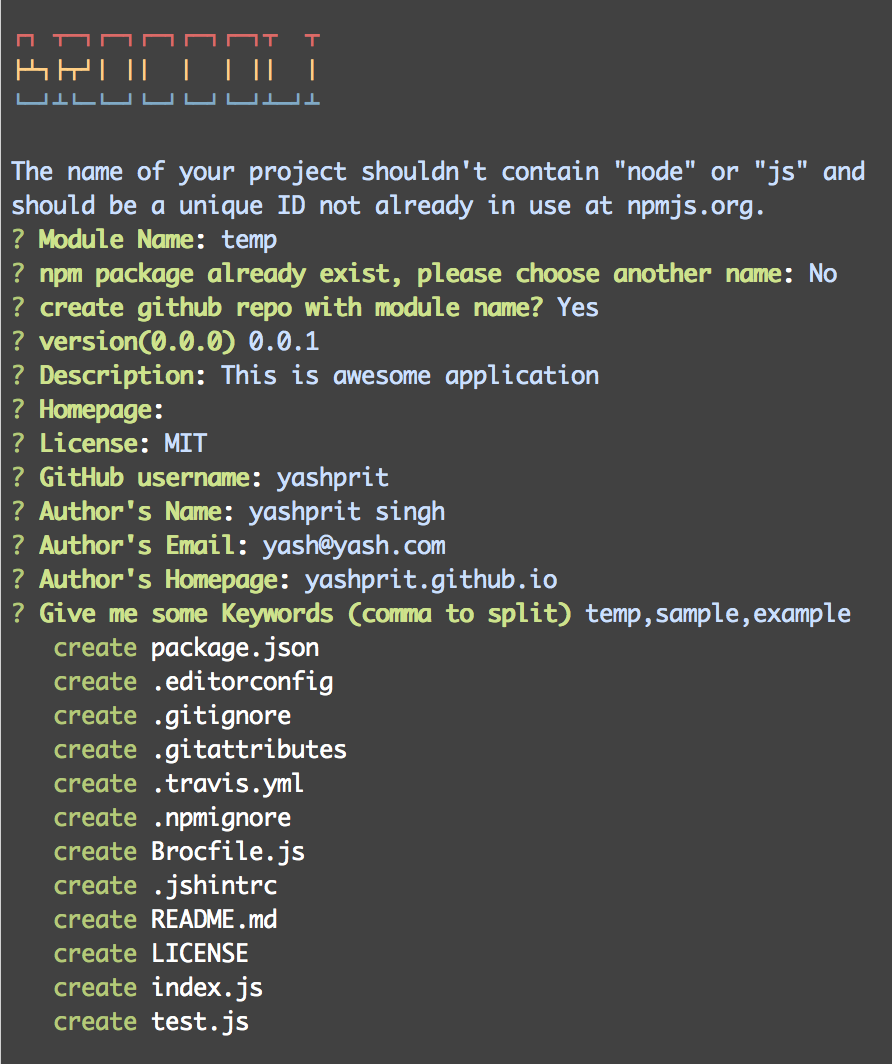 The name of your project shouldn't contain "node" or "js" and
should be a unique ID not already in use at npmjs.org.
? Module Name: temp
? npm package already exist, please choose another name: No
? create github repo with module name? Yes
? version(0.0.0) 0.0.1
? Description: This is awesome application
? Homepage:
? License: MIT
? GitHub username: yashprit
? Author's Name: yashprit singh
? Author's Email: yash@yash.com
? Author's Homepage: yashprit.github.io
? Give me some Keywords (comma to split) temp,sample,example
create package.json
create .editorconfig
create .gitignore
create .gitattributes
create .travis.yml
create .npmignore
create Brocfile.js
create .jshintrc
create README.md
create LICENSE
create index.js
create test.js